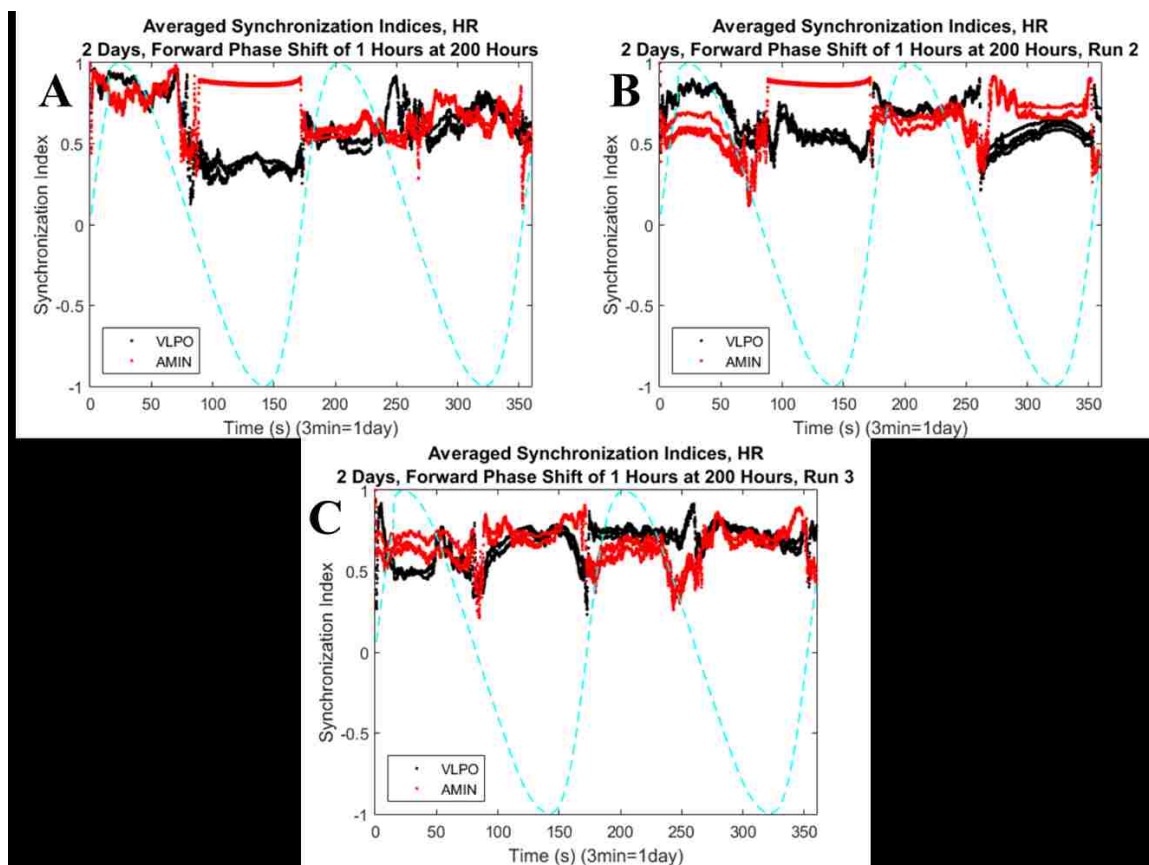 Averaged Synchronization Indices, HR
2 Days, Forward Phase Shift of 1 Hours at 200 Hours
A
1
0.5
0
-0.5
-1
Synchronization Index
VLPO
AMIN
0 50 100 150 200 250 300 350
Time (s) (3min=1day)
Averaged Synchronization Indices, HR
2 Days, Forward Phase Shift of 1 Hours at 200 Hours, Run 2
B
1
0.5
0
-0.5
-1
Synchronization Index
VLPO
AMIN
0 50 100 150 200 250 300 350
Time (s) (3min=1day)
Averaged Synchronization Indices, HR
2 Days, Forward Phase Shift of 1 Hours at 200 Hours, Run 3
C
1
0.5
0
-0.5
-1
Synchronization Index
VLPO
AMIN
0 50 100 150 200 250 300 350
Time (s) (3min=1day)